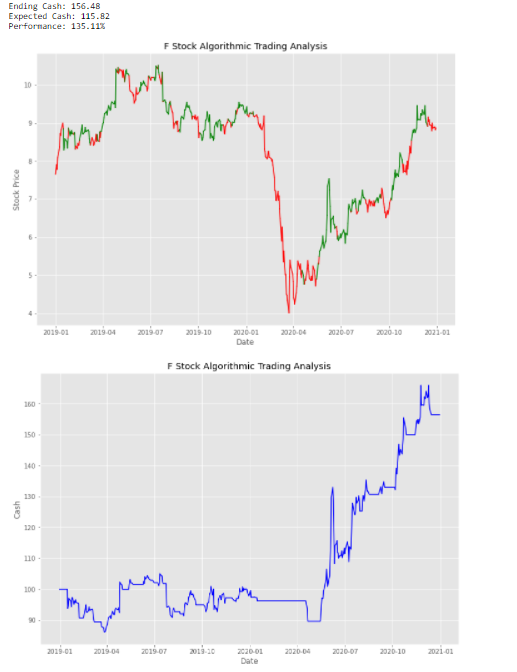 Ending Cash: 156.48
Expected Cash: 115.82
Performance: 135.11%
F Stock Algorithmic Trading Analysis
10
9
8
7
6
5
4
Stock Price
2019-01 2019-04 2019-07 2019-10 2020-01 2020-04 2020-07 2020-10 2021-01
Date
F Stock Algorithmic Trading Analysis
160
150
140
130
120
110
100
90
Cash
2019-01 2019-04 2019-07 2019-10 2020-01 2020-04 2020-07 2020-10 2021-01
Date